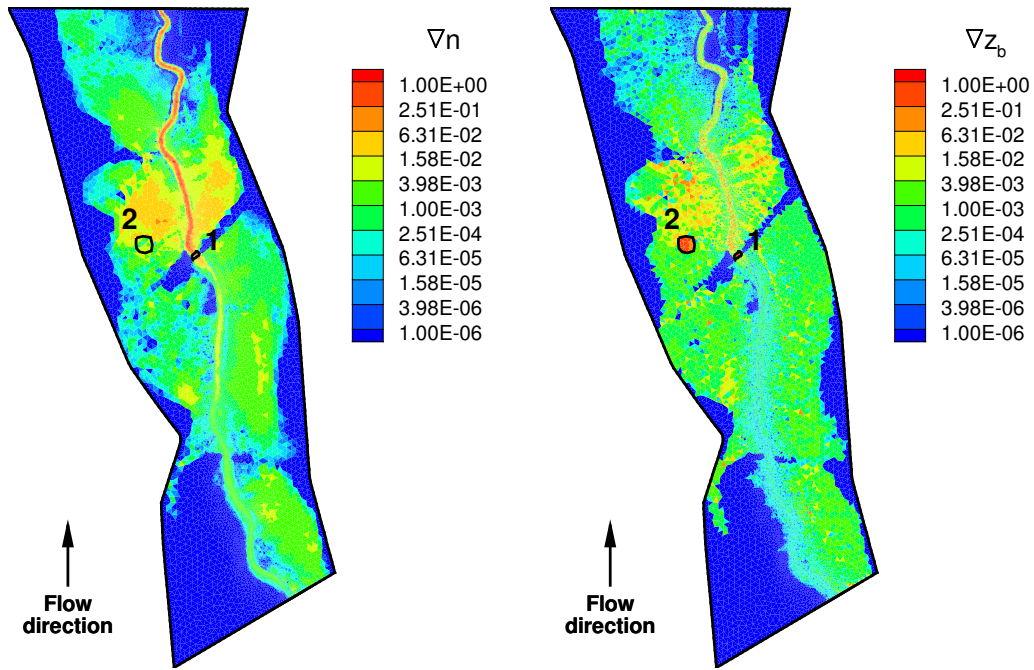 ∇n
1.00E+00
2.51E-01
6.31E-02
1.58E-02
3.98E-03
1.00E-03
2.51E-04
6.31E-05
1.58E-05
3.98E-06
1.00E-06
2
1
Flow
direction
∇z_b
1.00E+00
2.51E-01
6.31E-02
1.58E-02
3.98E-03
1.00E-03
2.51E-04
6.31E-05
1.58E-05
3.98E-06
1.00E-06
2
1
Flow
direction